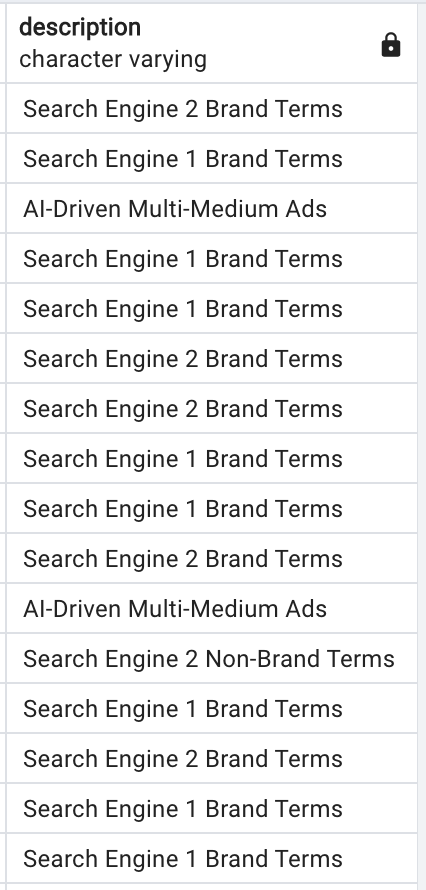 description
character varying
Search Engine 2 Brand Terms
Search Engine 1 Brand Terms
AI-Driven Multi-Medium Ads
Search Engine 1 Brand Terms
Search Engine 1 Brand Terms
Search Engine 2 Brand Terms
Search Engine 2 Brand Terms
Search Engine 1 Brand Terms
Search Engine 1 Brand Terms
Search Engine 2 Brand Terms
AI-Driven Multi-Medium Ads
Search Engine 2 Non-Brand Terms
Search Engine 1 Brand Terms
Search Engine 2 Brand Terms
Search Engine 1 Brand Terms
Search Engine 1 Brand Terms